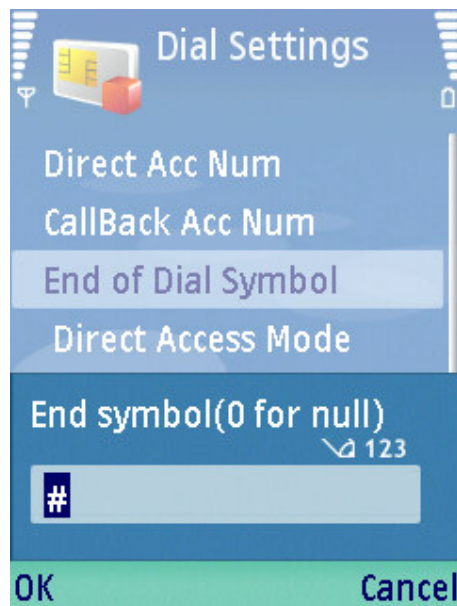 Dial Settings
Direct Acc Num
CallBack Acc Num
End of Dial Symbol
Direct Access Mode
End symbol(0 for null)
123
#
OK Cancel